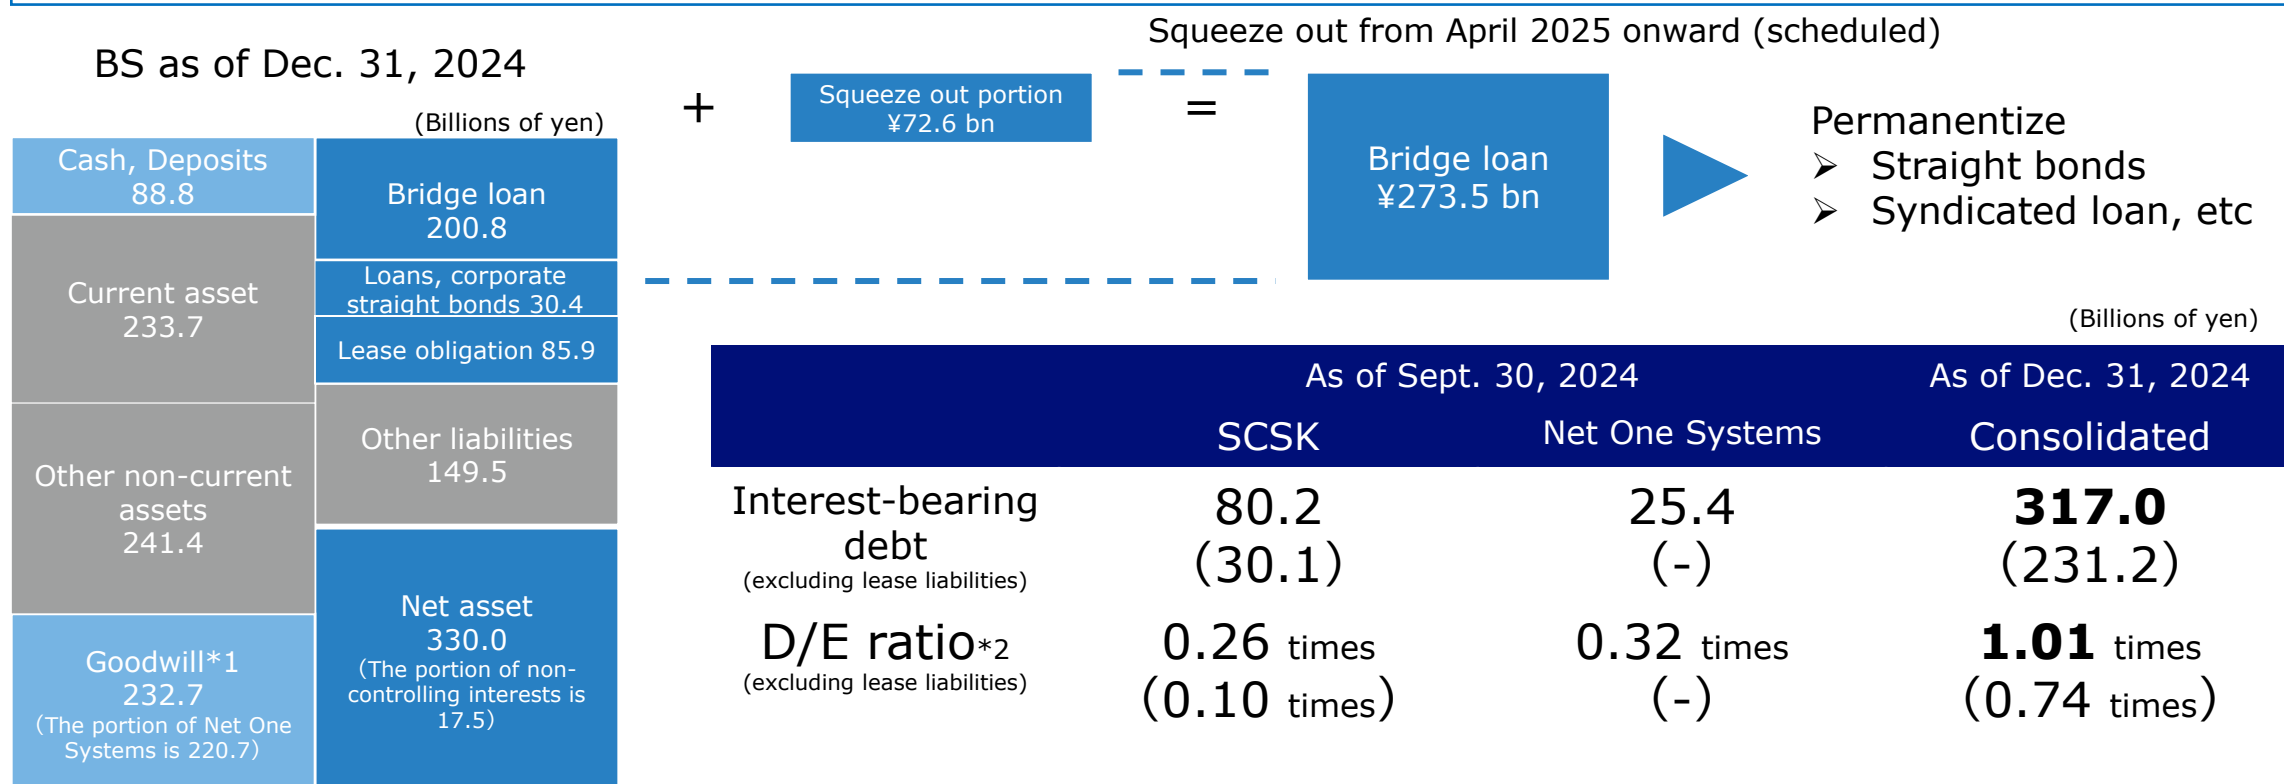 BS as of Dec. 31, 2024
(Billions of yen)
Cash, Deposits
88.8
Current asset
233.7
Other non-current
assets
241.4
Goodwill*1
232.7
(The portion of Net One
Systems is 220.7)
Bridge loan
200.8
Loans, corporate
straight bonds 30.4
Lease obligation 85.9
Other liabilities
149.5
Net asset
330.0
(The portion of non-
controlling interests is
17.5)
+
Squeeze out portion
¥72.6 bn
=
Squeeze out from April 2025 onward (scheduled)
Bridge loan
¥273.5 bn
Permanentize
➢ Straight bonds
➢ Syndicated loan, etc
(Billions of yen)
As of Sept. 30, 2024 As of Dec. 31, 2024
SCSK Net One Systems Consolidated
Interest-bearing
debt
(excluding lease liabilities)
80.2 25.4 317.0
(30.1) (-) (231.2)
D/E ratio*2
(excluding lease liabilities)
0.26 times 0.32 times 1.01 times
(0.10 times) (-) (0.74 times)